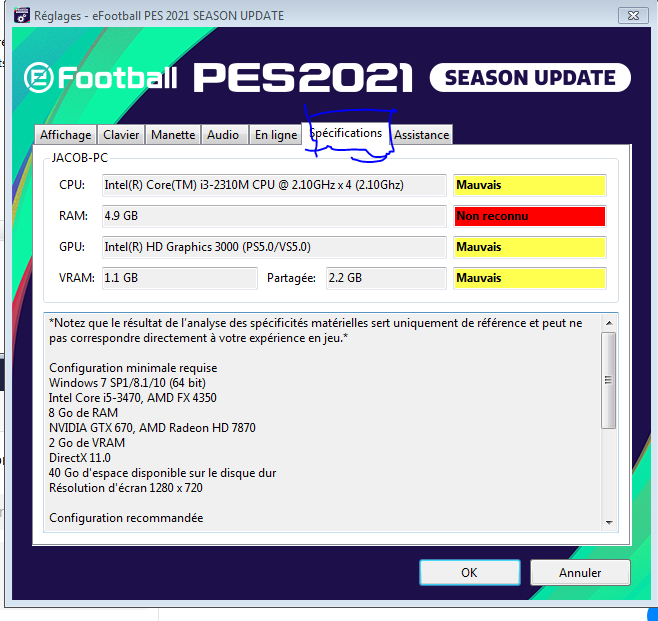 Réglages - eFootball PES 2021 SEASON UPDATE
eFootball PES2021 SEASON UPDATE
Affichage Clavier Manette Audio En ligne Spécifications Assistance
JACOB-PC
CPU: Intel(R) Core(TM) i3-2310M CPU @ 2.10GHz x 4 (2.10Ghz) Mauvais
RAM: 4.9 GB Non reconnu
GPU: Intel(R) HD Graphics 3000 (PS5.0/VS5.0) Mauvais
VRAM: 1.1 GB Partagée: 2.2 GB Mauvais
*Notez que le résultat de l'analyse des spécificités matérielles sert uniquement de référence et peut ne
pas correspondre directement à votre expérience en jeu.*
Configuration minimale requise
Windows 7 SP1/8.1/10 (64 bit)
Intel Core i5-3470, AMD FX 4350
8 Go de RAM
NVIDIA GTX 670, AMD Radeon HD 7870
2 Go de VRAM
DirectX 11.0
40 Go d'espace disponible sur le disque dur
Résolution d'écran 1280 x 720
Configuration recommandée
OK Annuler